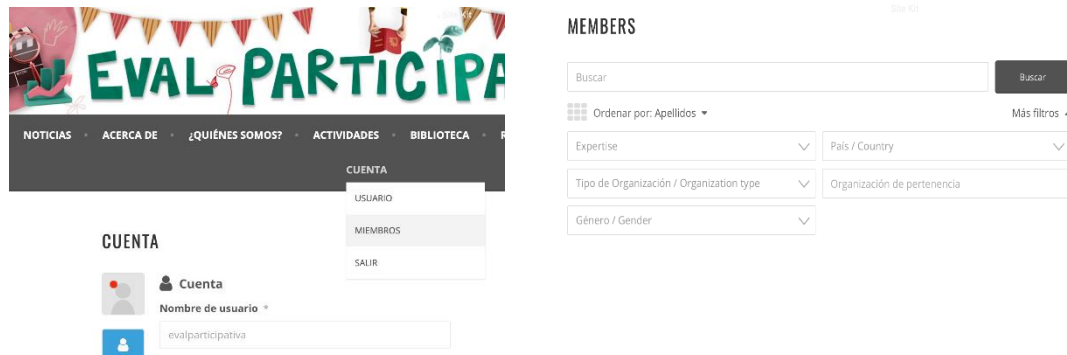 EVAL PARTICIPA
NOTICIAS
ACERCA DE
¿QUIÉNES SOMOS?
ACTIVIDADES
BIBLIOTECA
CUENTA
USUARIO
MIEMBROS
SALIR
CUENTA
Cuenta
Nombre de usuario *
evalparticipativa
Site Kit
MEMBERS
Buscar
Buscar
Ordenar por: Apellidos
Más filtros
Expertise
País / Country
Tipo de Organización / Organization type
Organización de pertenencia
Género / Gender